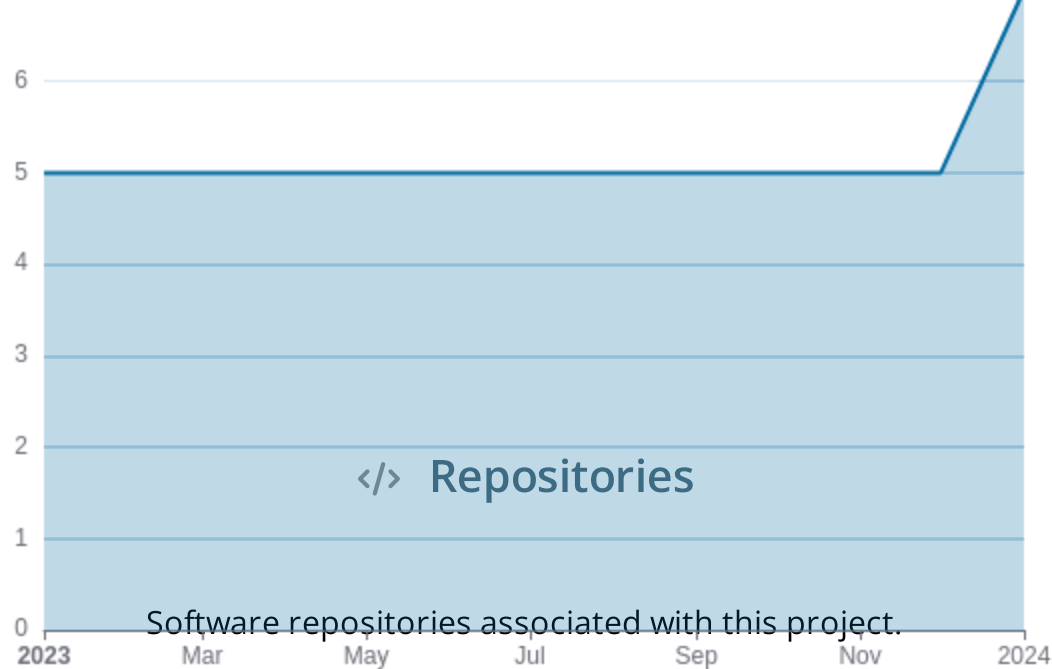 6
5
4
3
2
</> Repositories
1
Software repositories associated with this project.
0
2023 Mar May Jul Sep Nov 2024